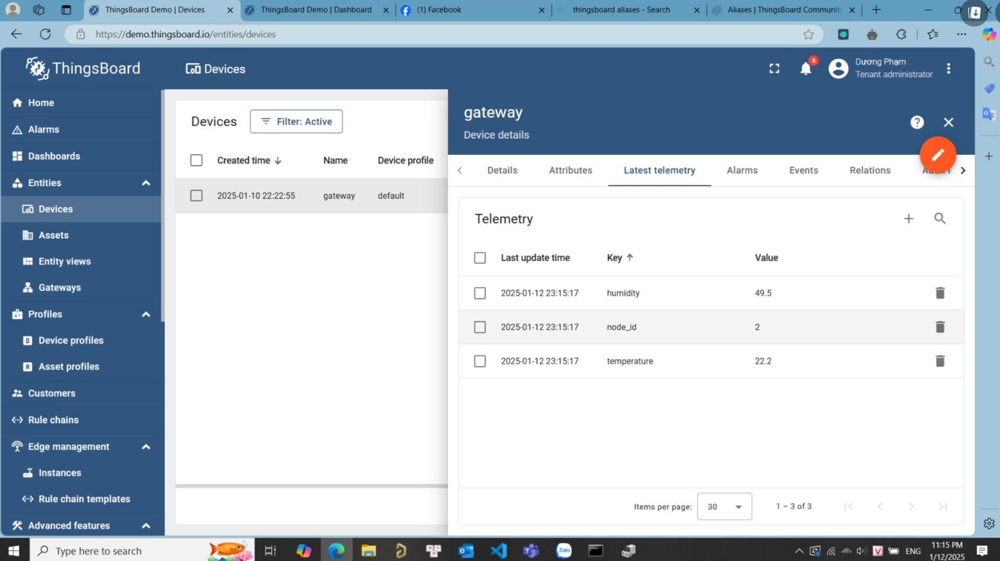 ThingsBoard Demo | Devices
ThingsBoard Demo | Dashboard
(1) Facebook
thingsboard aliases - Search
Aliases | ThingsBoard Community
https://demo.thingsboard.io/entities/devices
ThingsBoard
Devices
3
Dương Phạm
Tenant administrator
Home
Alarms
Dashboards
Entities
Devices
Assets
Entity views
Gateways
Profiles
Device profiles
Asset profiles
Customers
Rule chains
Edge management
Instances
Rule chain templates
Advanced features
Devices
Filter: Active
Created time Name Device profile
2025-01-10 22:22:55 gateway default
gateway
Device details
Details Attributes Latest telemetry Alarms Events Relations
Telemetry
Last update time Key Value
2025-01-12 23:15:17 humidity 49.5
2025-01-12 23:15:17 node_id 2
2025-01-12 23:15:17 temperature 22.2
Items per page: 30 1 – 3 of 3
Type here to search
Zalo
ENG
11:15 PM
1/12/2025